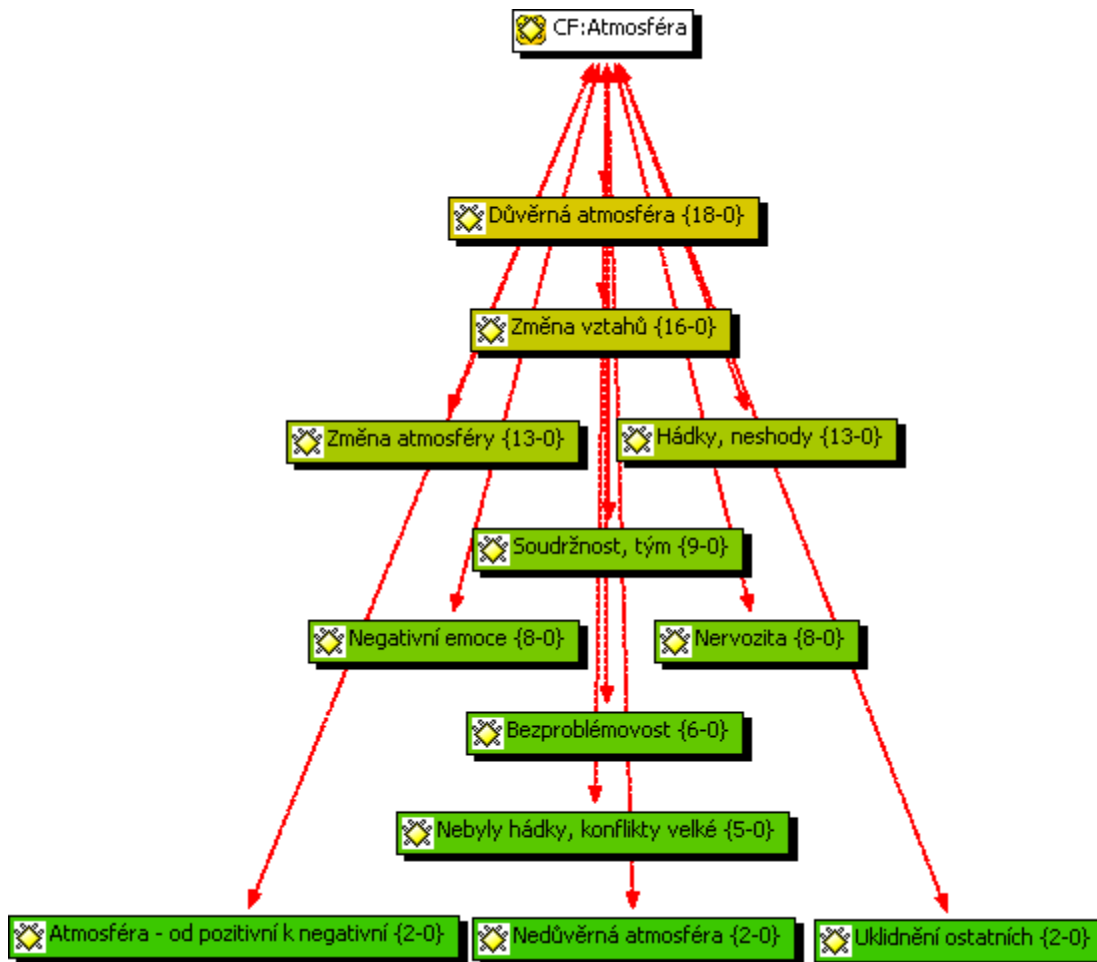 CF:Atmosféra
Důvěrná atmosféra {18-0}
Změna vztahů {16-0}
Změna atmosféry {13-0}
Hádky, neshody {13-0}
Soudržnost, tým {9-0}
Negativní emoce {8-0}
Nervozita {8-0}
Bezproblémovost {6-0}
Nebyly hádky, konflikty velké {5-0}
Atmosféra - od pozitivní k negativní {2-0}
Nedůvěrná atmosféra {2-0}
Uklidnění ostatních {2-0}